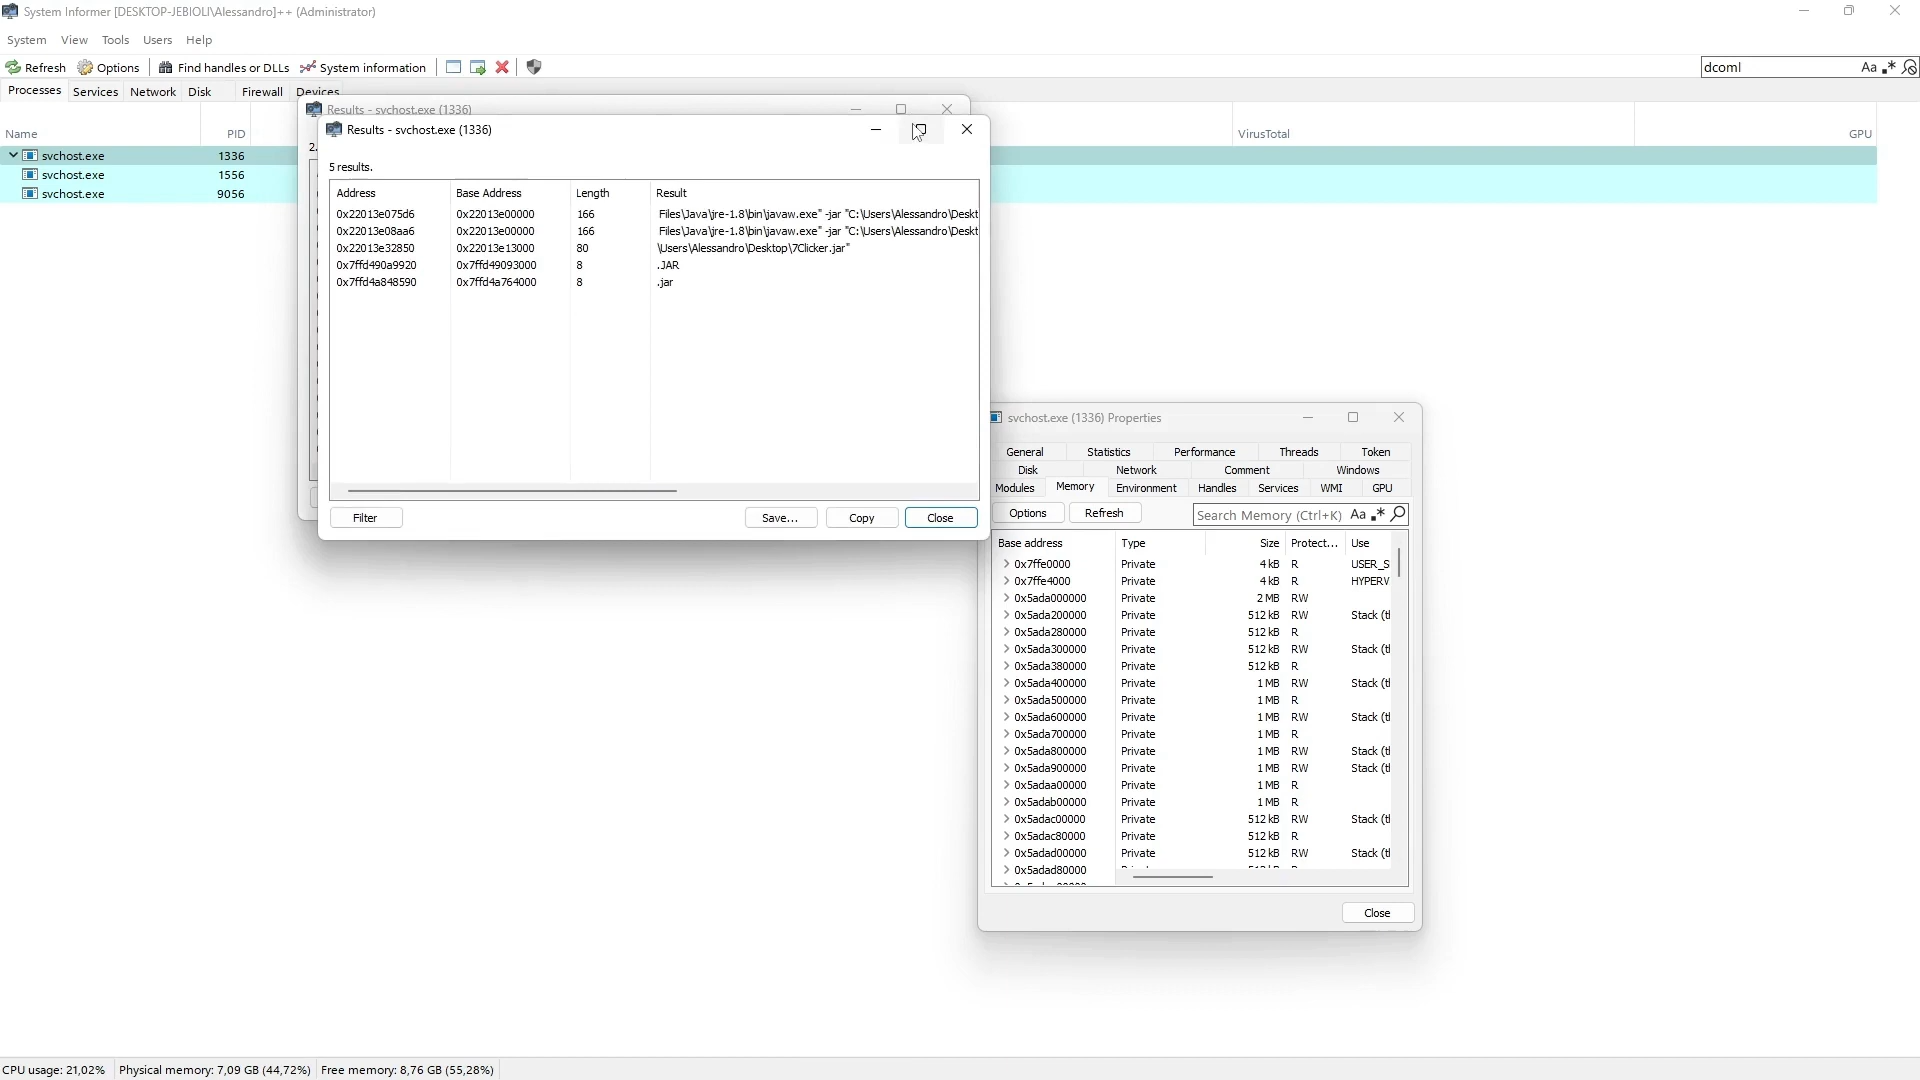 System Informer [DESKTOP-JEBIOLI\Alessandro]++ (Administrator)
System View Tools Users Help
Refresh Options Find handles or DLLs System information dcoml Aa
Processes Services Network Disk Firewall Devices
Name PID VirusTotal GPU
svchost.exe 1336
svchost.exe 1556
svchost.exe 9056
Results - svchost.exe (1336)
2.
Results - svchost.exe (1336)
5 results.
Address Base Address Length Result
0x22013e075d6 0x22013e00000 166 Files\Java\jre-1.8\bin\javaw.exe" -jar "C:\Users\Alessandro\Deskt
0x22013e08aa6 0x22013e00000 166 Files\Java\jre-1.8\bin\javaw.exe" -jar "C:\Users\Alessandro\Deskt
0x22013e32850 0x22013e13000 80 \Users\Alessandro\Desktop\7Clicker.jar"
0x7ffd490a9920 0x7ffd49093000 8 .JAR
0x7ffd4a848590 0x7ffd4a764000 8 .jar
Filter Save... Copy Close
svchost.exe (1336) Properties
General Statistics Performance Threads Token
Disk Network Comment Windows
Modules Memory Environment Handles Services WMI GPU
Options Refresh Search Memory (Ctrl+K) Aa
Base address Type Size Protect... Use
0x7ffe0000 Private 4 kB R USER_S
0x7ffe4000 Private 4 kB R HYPERV
0x5ada000000 Private 2 MB RW
0x5ada200000 Private 512 kB RW Stack (t
0x5ada280000 Private 512 kB R
0x5ada300000 Private 512 kB RW Stack (t
0x5ada380000 Private 512 kB R
0x5ada400000 Private 1 MB RW Stack (t
0x5ada500000 Private 1 MB R
0x5ada600000 Private 1 MB RW Stack (t
0x5ada700000 Private 1 MB R
0x5ada800000 Private 1 MB RW Stack (t
0x5ada900000 Private 1 MB RW Stack (t
0x5adaa00000 Private 1 MB R
0x5adab00000 Private 1 MB R
0x5adac00000 Private 512 kB RW Stack (t
0x5adac80000 Private 512 kB R
0x5adad00000 Private 512 kB RW Stack (t
0x5adad80000
Close
CPU usage: 21,02% Physical memory: 7,09 GB (44,72%) Free memory: 8,76 GB (55,28%)